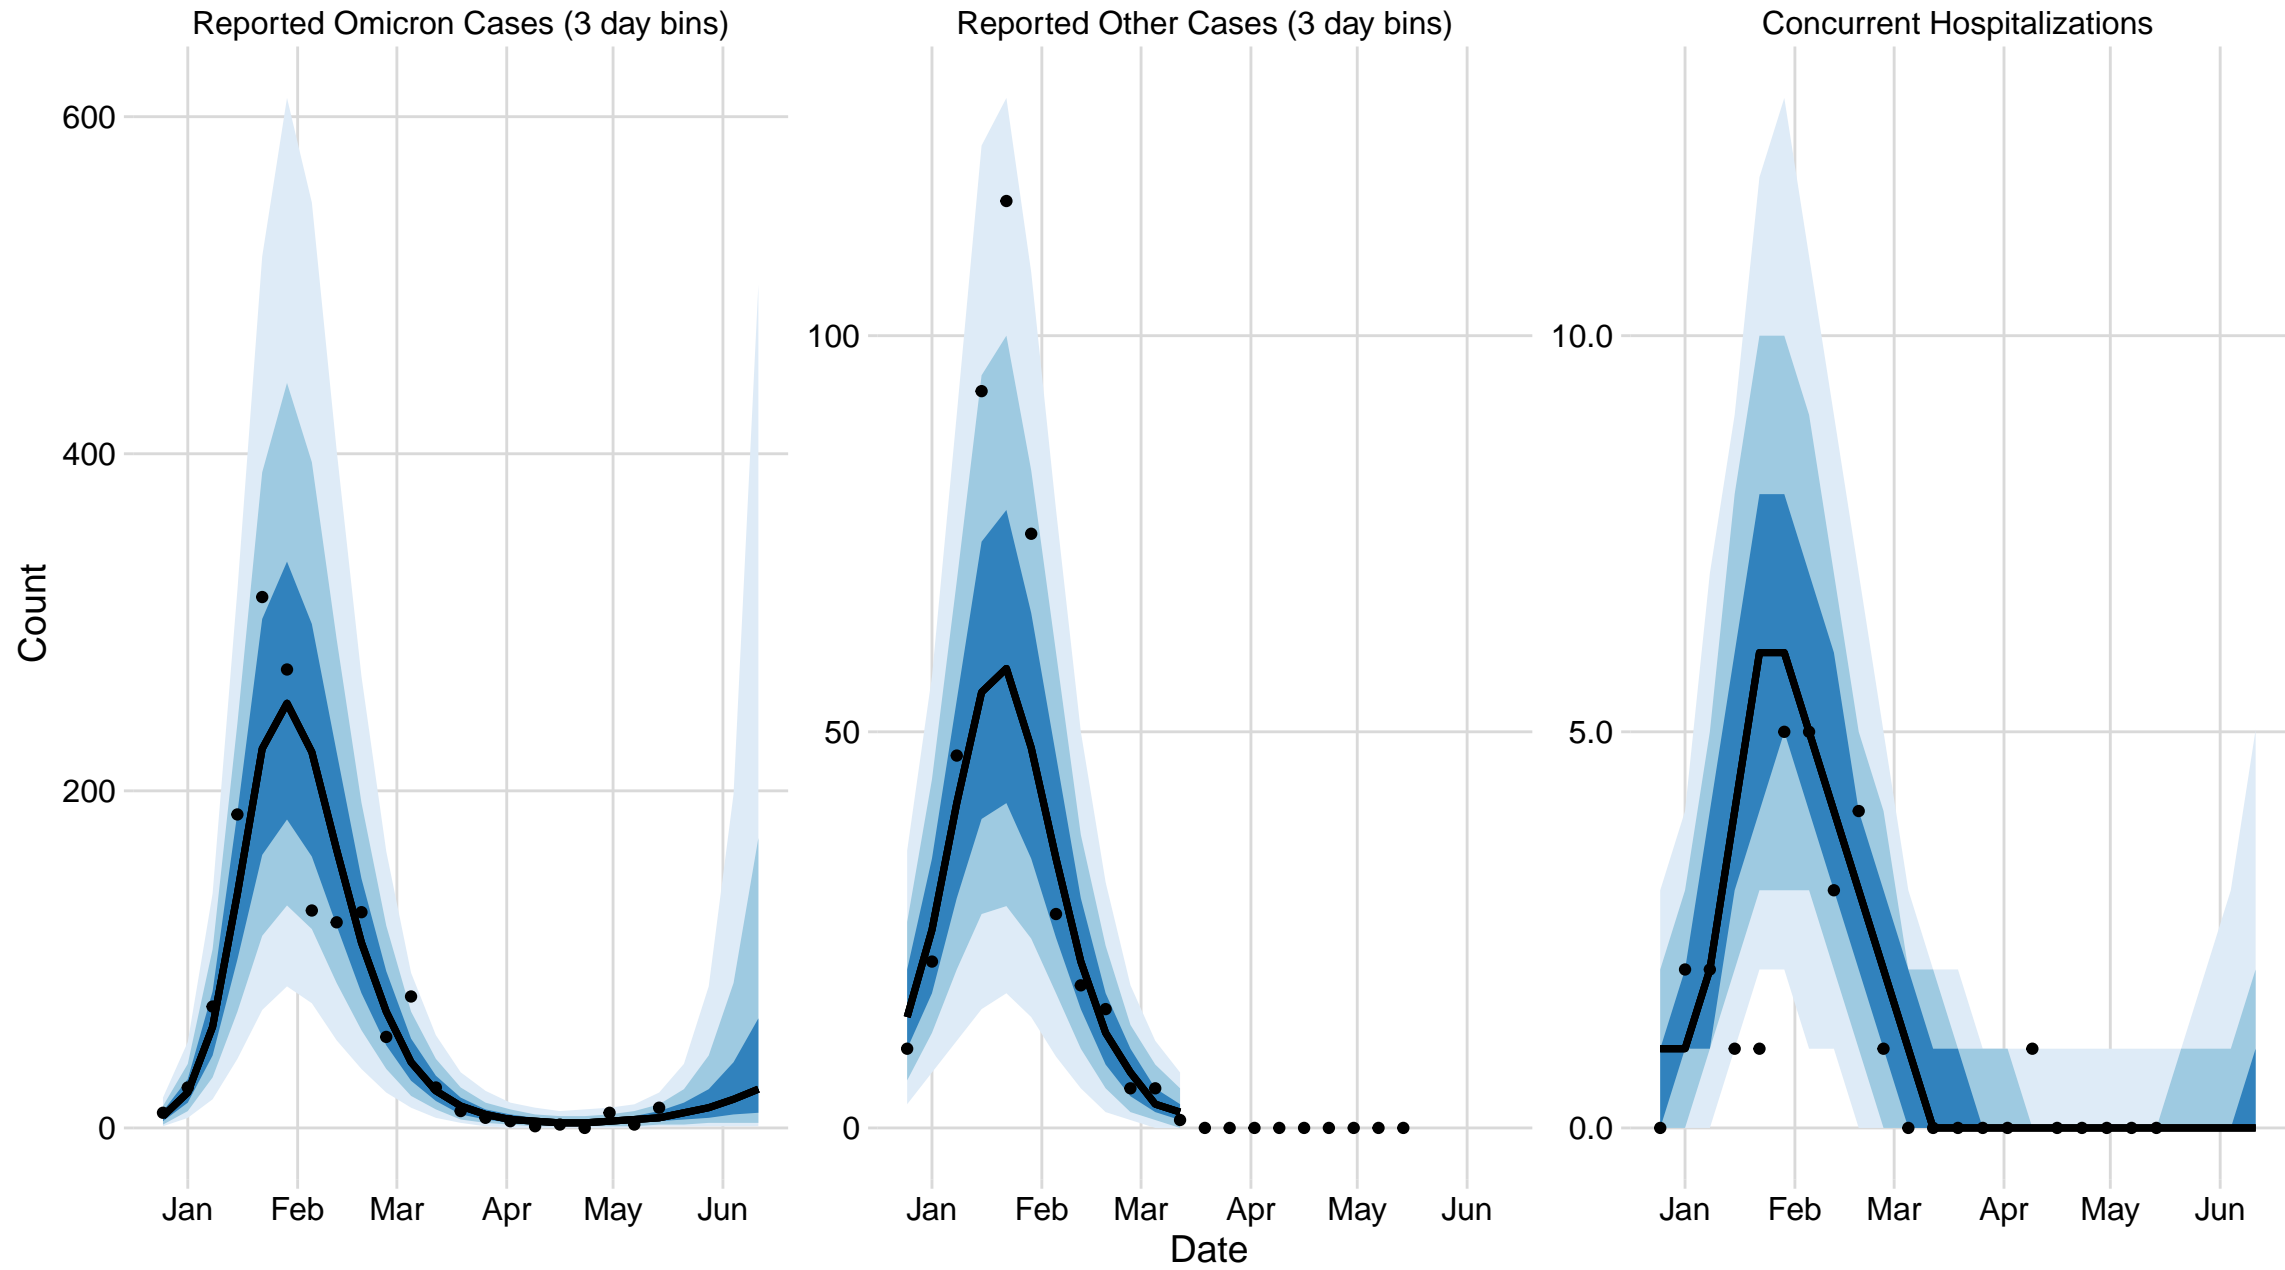 Reported Omicron Cases (3 day bins)
Reported Other Cases (3 day bins)
Concurrent Hospitalizations
Count
600
400
200
0
100
50
0
10.0
5.0
0.0
Jan Feb Mar Apr May Jun
Jan Feb Mar Apr May Jun
Jan Feb Mar Apr May Jun
Date